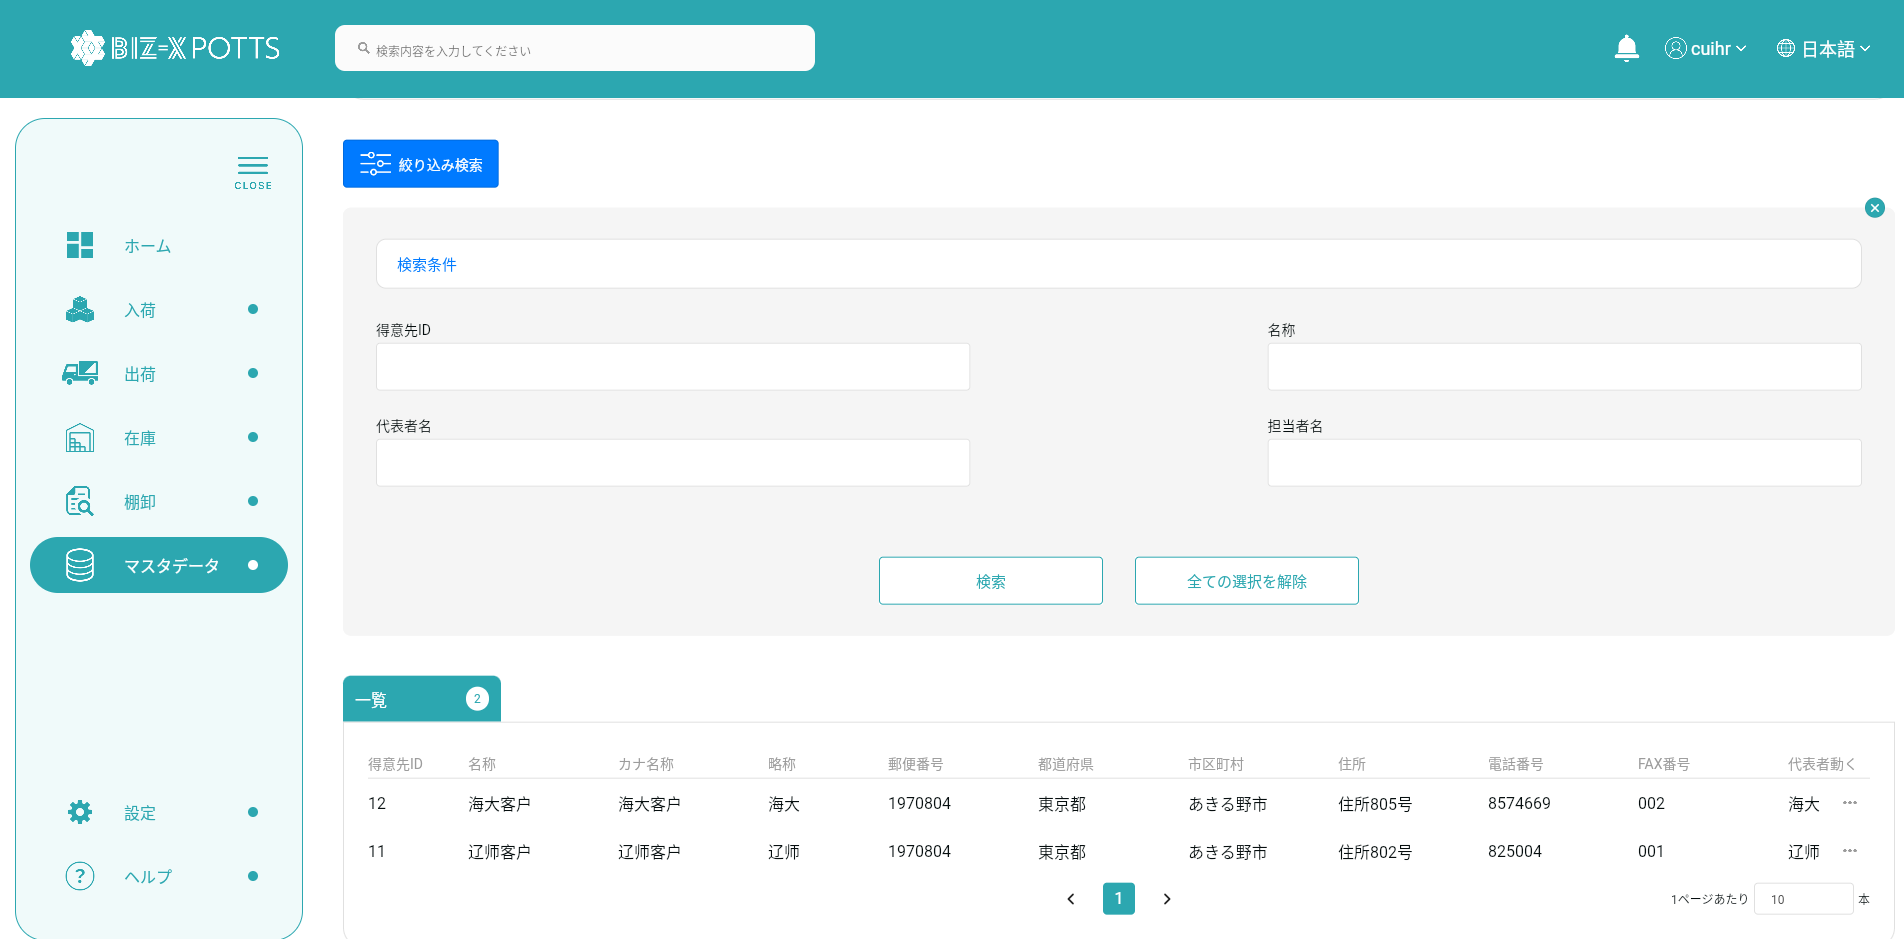 BIZ=X POTTS
検索内容を入力してください
cuihr
日本語
CLOSE
ホーム
入荷
出荷
在庫
棚卸
マスタデータ
設定
ヘルプ
絞り込み検索
検索条件
得意先ID 名称
代表者名 担当者名
検索 全ての選択を解除
一覧 2
得意先ID 名称 カナ名称 略称 郵便番号 都道府県 市区町村 住所 電話番号 FAX番号 代表者動く
12 海大客户 海大客户 海大 1970804 東京都 あきる野市 住所805号 8574669 002 海大 ···
11 辽师客户 辽师客户 辽师 1970804 東京都 あきる野市 住所802号 825004 001 辽师 ···
1 1ページあたり 10 本